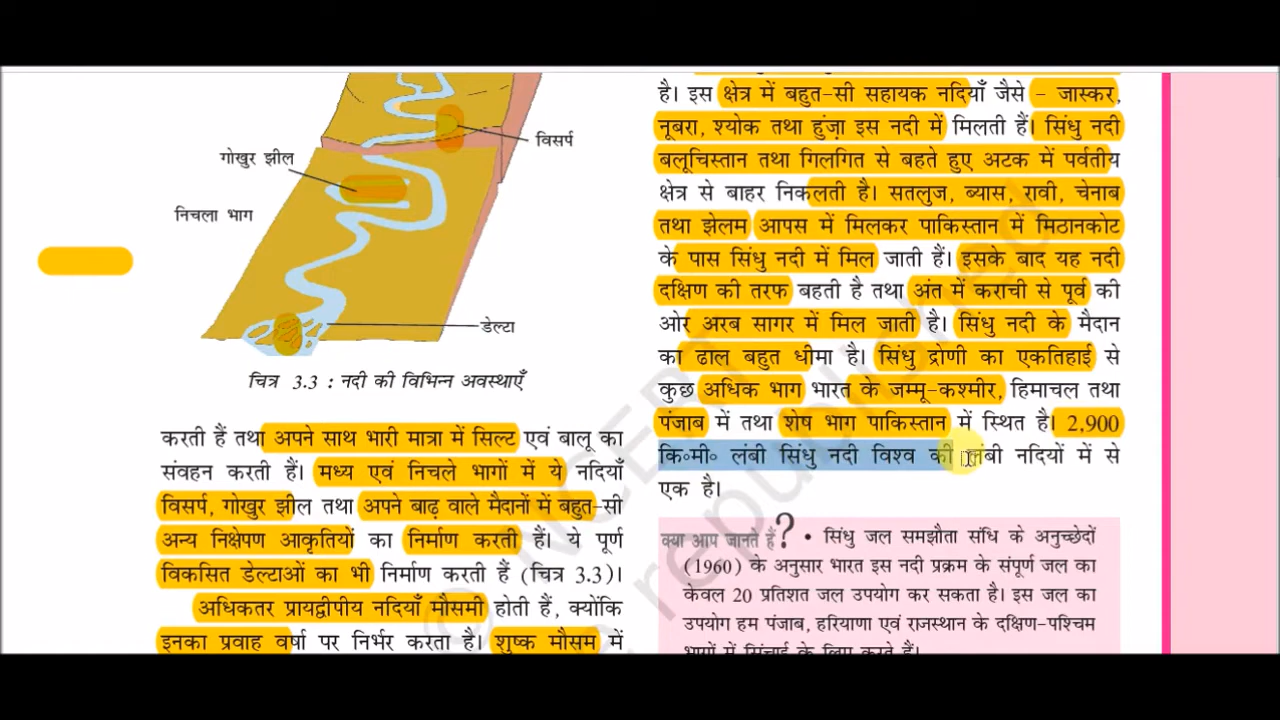 विसर्प
गोखुर झील
निचला भाग
डेल्टा
चित्र 3.3 : नदी की विभिन्न अवस्थाएँ
करती हैं तथा अपने साथ भारी मात्रा में सिल्ट एवं बालू का
संवहन करती हैं। मध्य एवं निचले भागों में ये नदियाँ
विसर्प, गोखुर झील तथा अपने बाढ़ वाले मैदानों में बहुत-सी
अन्य निक्षेपण आकृतियों का निर्माण करती हैं। ये पूर्ण
विकसित डेल्टाओं का भी निर्माण करती हैं (चित्र 3.3)।
अधिकतर प्रायद्वीपीय नदियाँ मौसमी होती हैं, क्योंकि
इनका प्रवाह वर्षा पर निर्भर करता है। शुष्क मौसम में
है। इस क्षेत्र में बहुत-सी सहायक नदियाँ जैसे - जास्कर,
नूबरा, श्योक तथा हुंज़ा इस नदी में मिलती हैं। सिंधु नदी
बलूचिस्तान तथा गिलगित से बहते हुए अटक में पर्वतीय
क्षेत्र से बाहर निकलती है। सतलुज, ब्यास, रावी, चेनाब
तथा झेलम आपस में मिलकर पाकिस्तान में मिठानकोट
के पास सिंधु नदी में मिल जाती हैं। इसके बाद यह नदी
दक्षिण की तरफ बहती है तथा अंत में कराची से पूर्व की
ओर अरब सागर में मिल जाती है। सिंधु नदी के मैदान
का ढाल बहुत धीमा है। सिंधु द्रोणी का एकतिहाई से
कुछ अधिक भाग भारत के जम्मू-कश्मीर, हिमाचल तथा
पंजाब में तथा शेष भाग पाकिस्तान में स्थित है। 2,900
कि॰मी॰ लंबी सिंधु नदी विश्व की लंबी नदियों में से
एक है।
क्या आप जानते हैं? • सिंधु जल समझौता संधि के अनुच्छेदों
(1960) के अनुसार भारत इस नदी प्रक्रम के संपूर्ण जल का
केवल 20 प्रतिशत जल उपयोग कर सकता है। इस जल का
उपयोग हम पंजाब, हरियाणा एवं राजस्थान के दक्षिण-पश्चिम
भागों में सिंचाई के लिए करते हैं।
© NCERT
republished